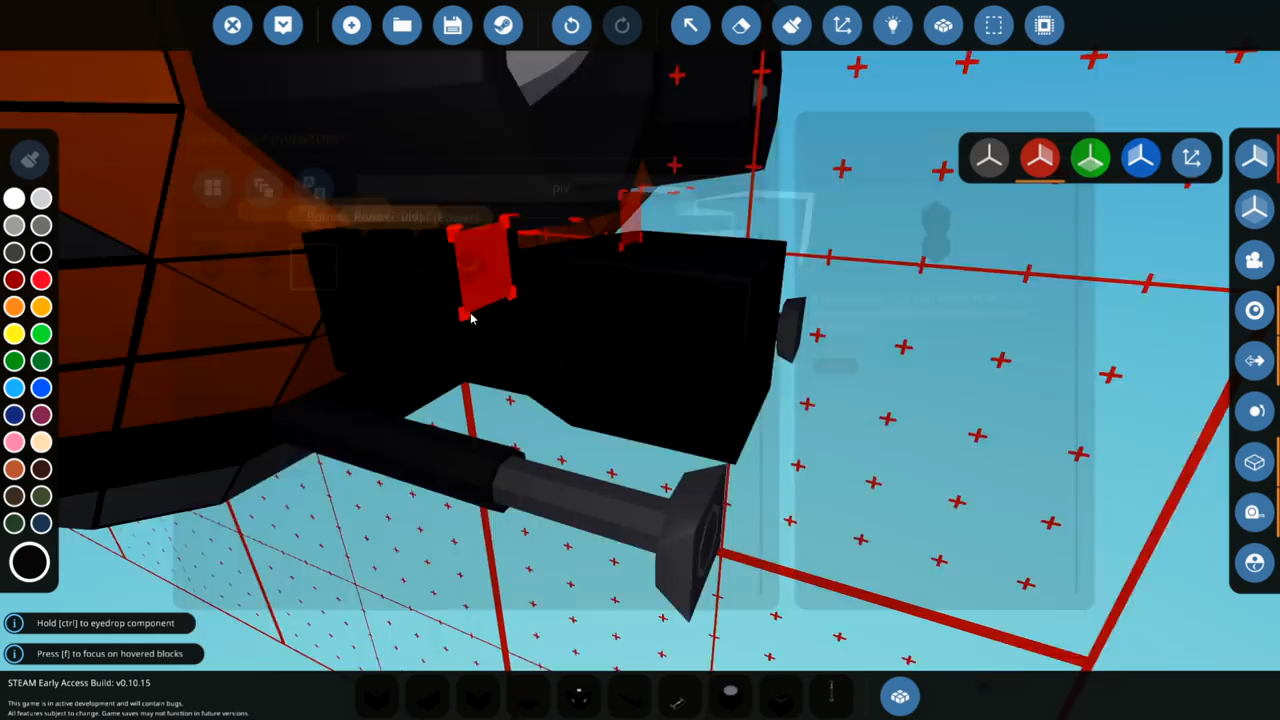 piv
Hold [ctrl] to eyedrop component
Press [f] to focus on hovered blocks
STEAM Early Access Build: v0.10.15
This game is in active development and will contain bugs.
All features subject to change. Game saves may not function in future versions.